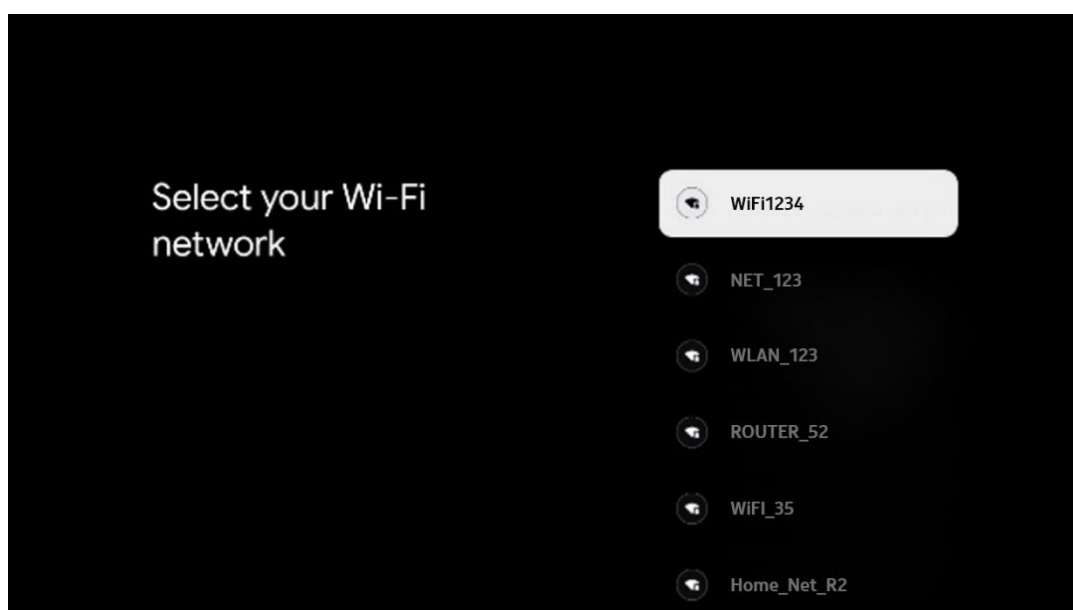 Select your Wi-Fi
network
WiFi1234
NET_123
WLAN_123
ROUTER_52
WiFI_35
Home_Net_R2